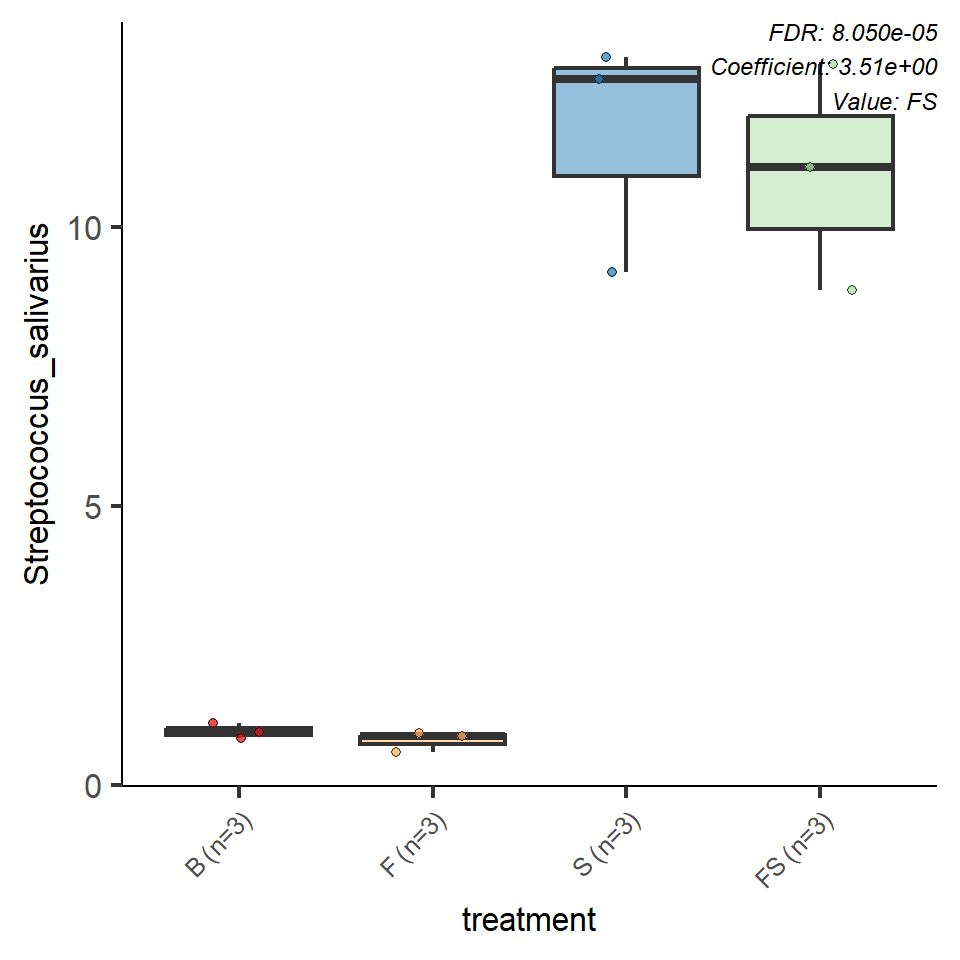 FDR: 8.050e-05
Coefficient: 3.51e+00
Value: FS
Streptococcus_salivarius
10
5
0
B (n=3)
F (n=3)
S (n=3)
FS (n=3)
treatment